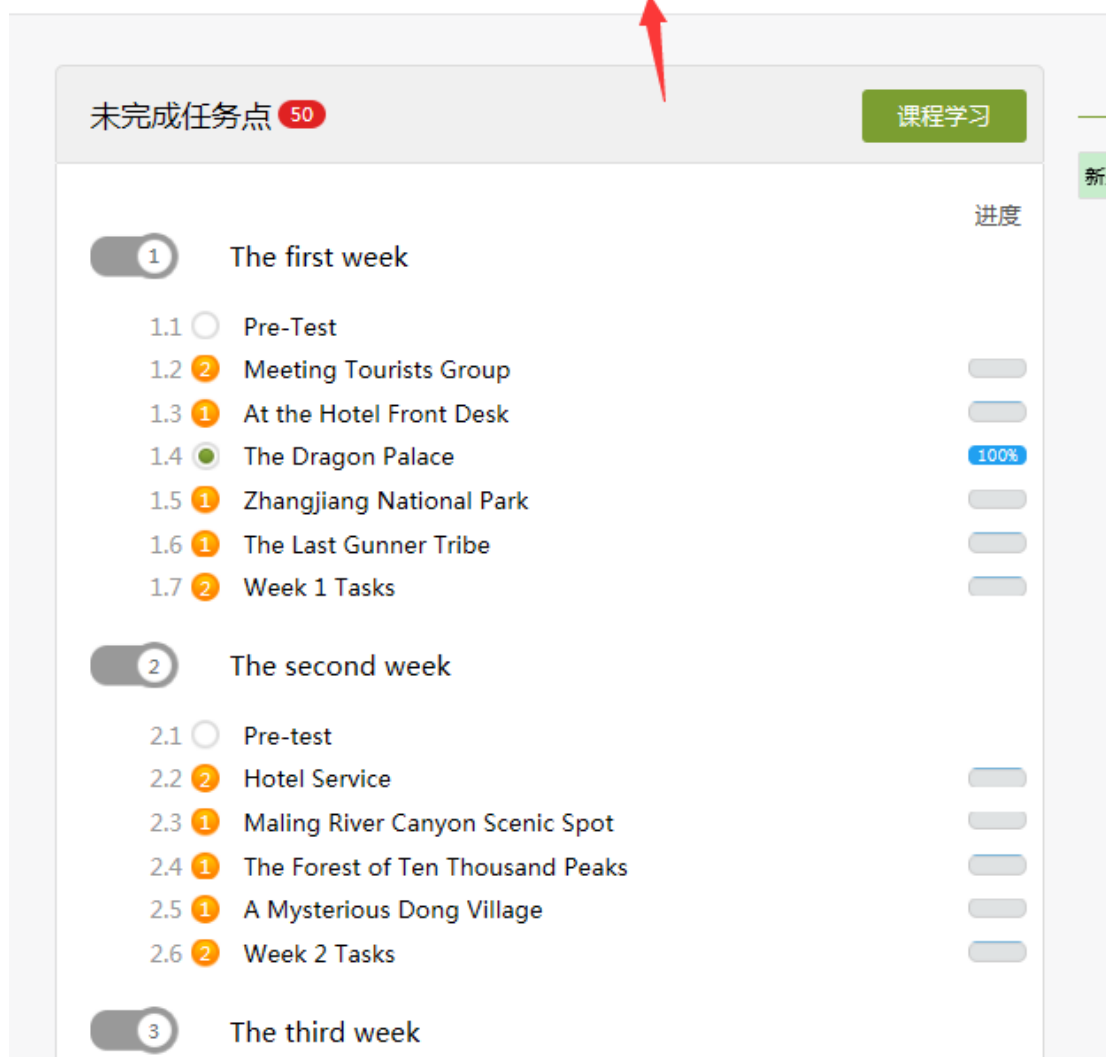 未完成任务点 50 课程学习
新
进度
1 The first week
1.1 Pre-Test
1.2 2 Meeting Tourists Group
1.3 1 At the Hotel Front Desk
1.4 The Dragon Palace 100%
1.5 1 Zhangjiang National Park
1.6 1 The Last Gunner Tribe
1.7 2 Week 1 Tasks
2 The second week
2.1 Pre-test
2.2 2 Hotel Service
2.3 1 Maling River Canyon Scenic Spot
2.4 1 The Forest of Ten Thousand Peaks
2.5 1 A Mysterious Dong Village
2.6 2 Week 2 Tasks
3 The third week